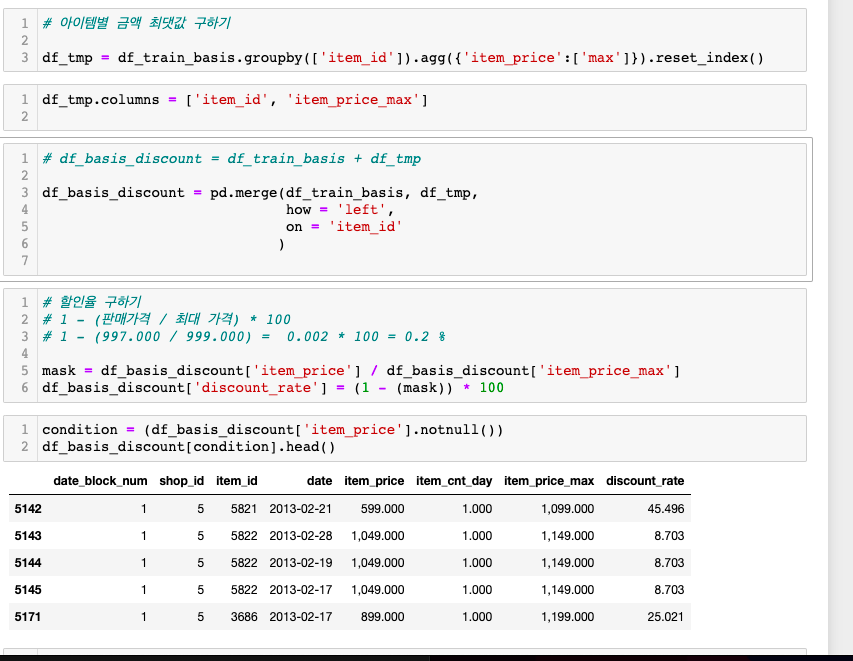 1 # 아이템별 금액 최댓값 구하기
2
3 df_tmp = df_train_basis.groupby(['item_id']).agg({'item_price':['max']}).reset_index()
1 df_tmp.columns = ['item_id', 'item_price_max']
2
1 # df_basis_discount = df_train_basis + df_tmp
2
3 df_basis_discount = pd.merge(df_train_basis, df_tmp,
4 how = 'left',
5 on = 'item_id'
6 )
7
1 # 할인율 구하기
2 # 1 - (판매가격 / 최대 가격) * 100
3 # 1 - (997.000 / 999.000) =  0.002 * 100 = 0.2 %
4
5 mask = df_basis_discount['item_price'] / df_basis_discount['item_price_max']
6 df_basis_discount['discount_rate'] = (1 - (mask)) * 100
1 condition = (df_basis_discount['item_price'].notnull())
2 df_basis_discount[condition].head()
date_block_num shop_id item_id date item_price item_cnt_day item_price_max discount_rate
5142 1 5 5821 2013-02-21 599.000 1.000 1,099.000 45.496
5143 1 5 5822 2013-02-28 1,049.000 1.000 1,149.000 8.703
5144 1 5 5822 2013-02-19 1,049.000 1.000 1,149.000 8.703
5145 1 5 5822 2013-02-17 1,049.000 1.000 1,149.000 8.703
5171 1 5 3686 2013-02-17 899.000 1.000 1,199.000 25.021